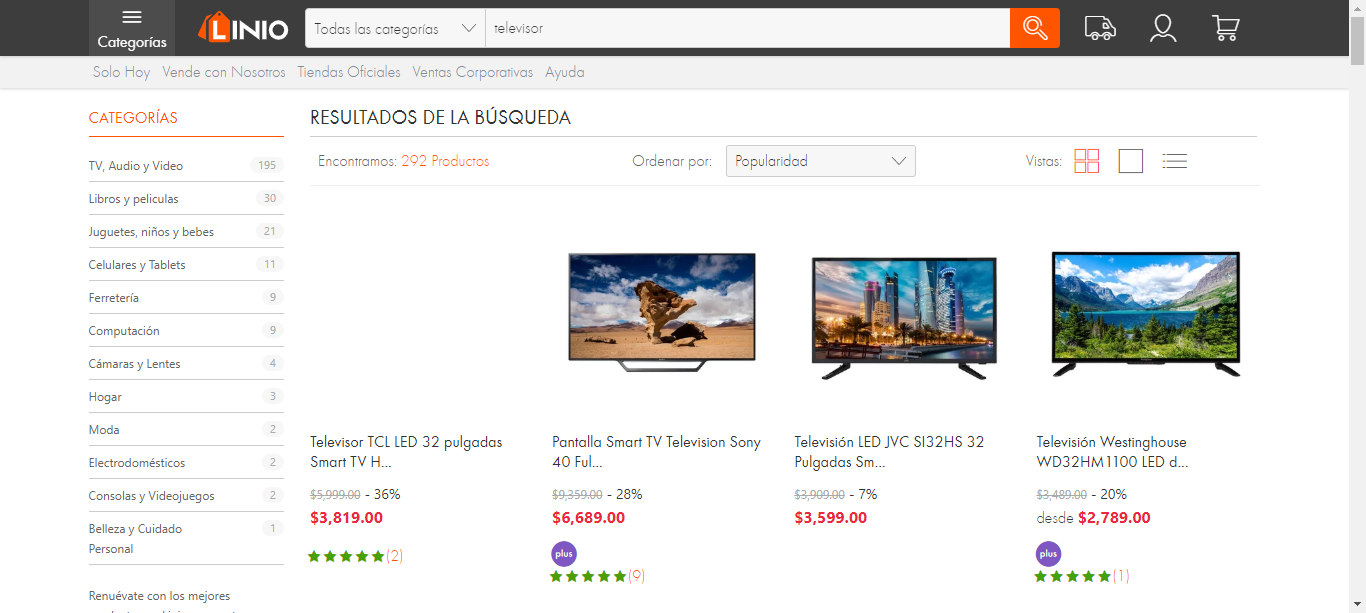 Categorías
LINIO
Todas las categorías
televisor
Solo Hoy Vende con Nosotros Tiendas Oficiales Ventas Corporativas Ayuda
CATEGORÍAS
TV, Audio y Video 195
Libros y peliculas 30
Juguetes, niños y bebes 21
Celulares y Tablets 11
Ferretería 9
Computación 9
Cámaras y Lentes 4
Hogar 3
Moda 2
Electrodomésticos 2
Consolas y Videojuegos 2
Belleza y Cuidado 1
Personal
Renuévate con los mejores
RESULTADOS DE LA BÚSQUEDA
Encontramos: 292 Productos
Ordenar por: Popularidad
Vistas:
Televisor TCL LED 32 pulgadas
Smart TV H...
$5,999.00 - 36%
$3,819.00
(2)
Pantalla Smart TV Television Sony
40 Ful...
$9,359.00 - 28%
$6,689.00
plus
(9)
Televisión LED JVC SI32HS 32
Pulgadas Sm...
$3,909.00 - 7%
$3,599.00
Televisión Westinghouse
WD32HM1100 LED d...
$3,489.00 - 20%
desde $2,789.00
plus
(1)